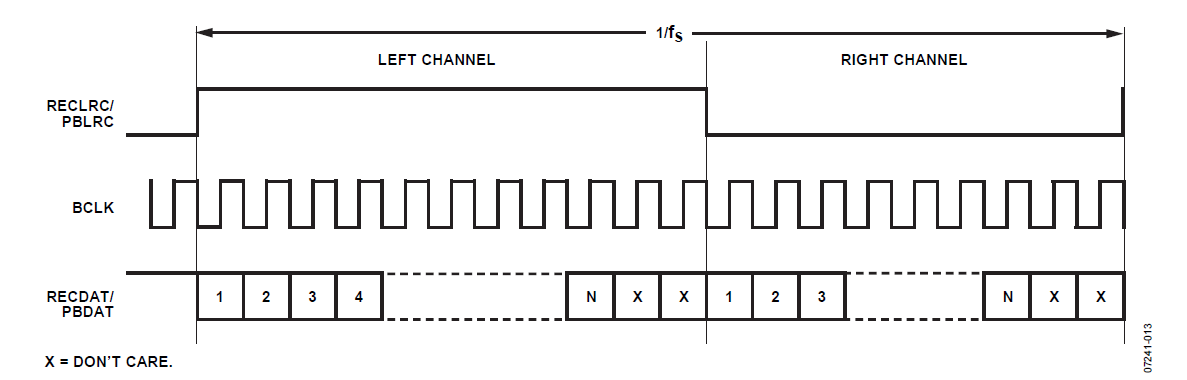 1/fS
LEFT CHANNEL
RIGHT CHANNEL
RECLRC/
PBLRC
BCLK
RECDAT/
PBDAT
1 2 3 4 N X X 1 2 3 N X X
X = DON'T CARE.
07241-013